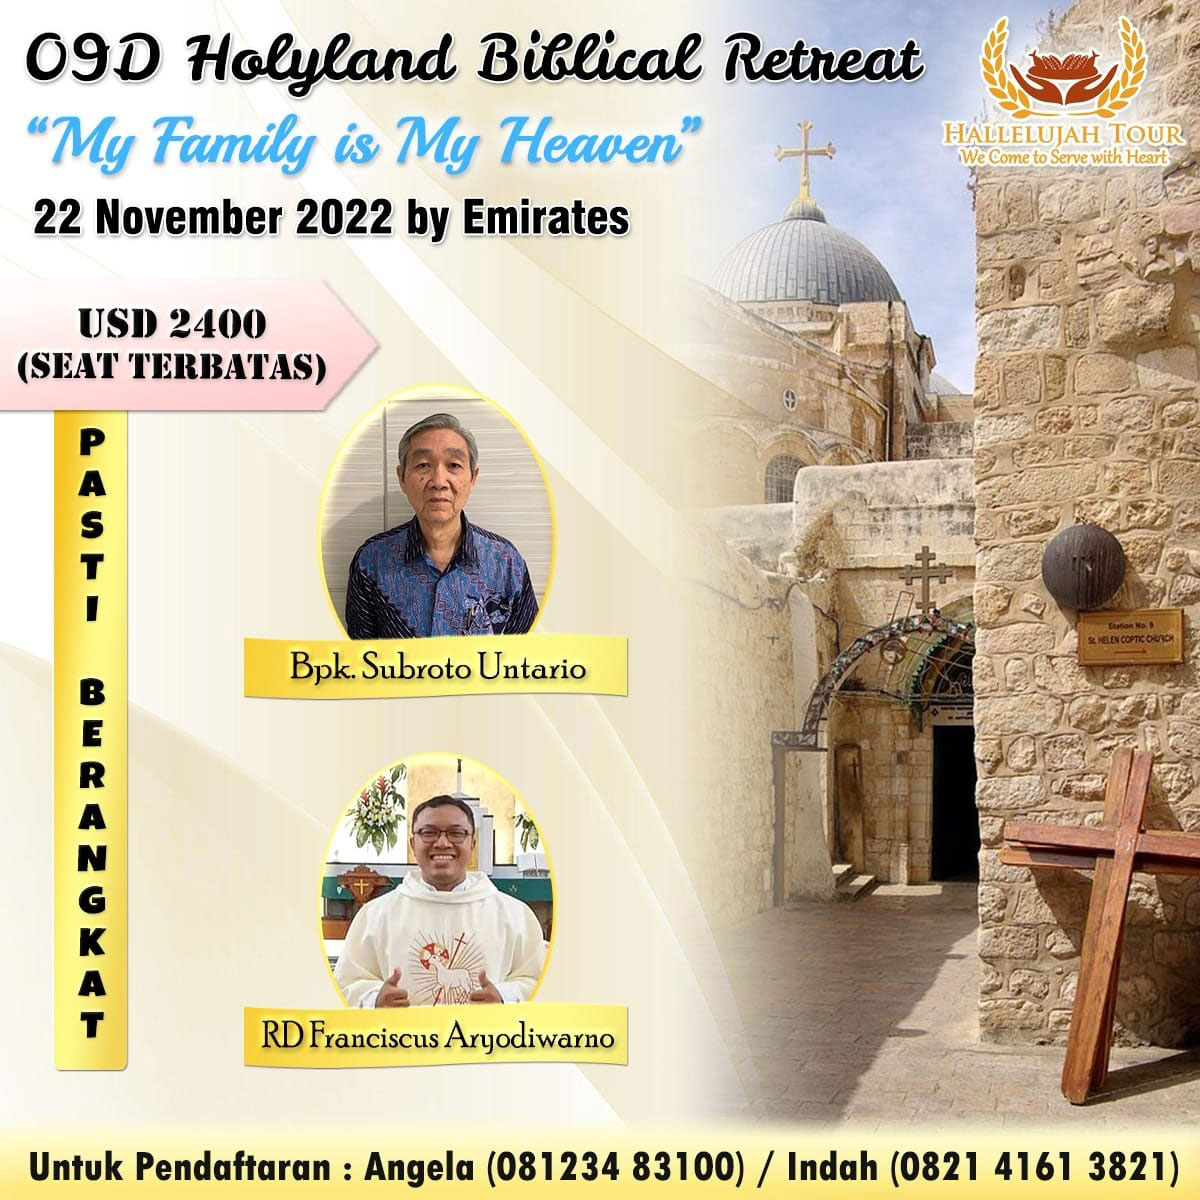 09D Holyland Biblical Retreat
"My Family is My Heaven"
22 November 2022 by Emirates
HALLELUJAH TOUR
We Come to Serve with Heart
USD 2400
(SEAT TERBATAS)
PASTI BERANGKAT
Bpk. Subroto Untario
RD Franciscus Aryodiwarno
Station No. 9
St. HELEN COPTIC CHURCH
Untuk Pendaftaran : Angela (081234 83100) / Indah (0821 4161 3821)